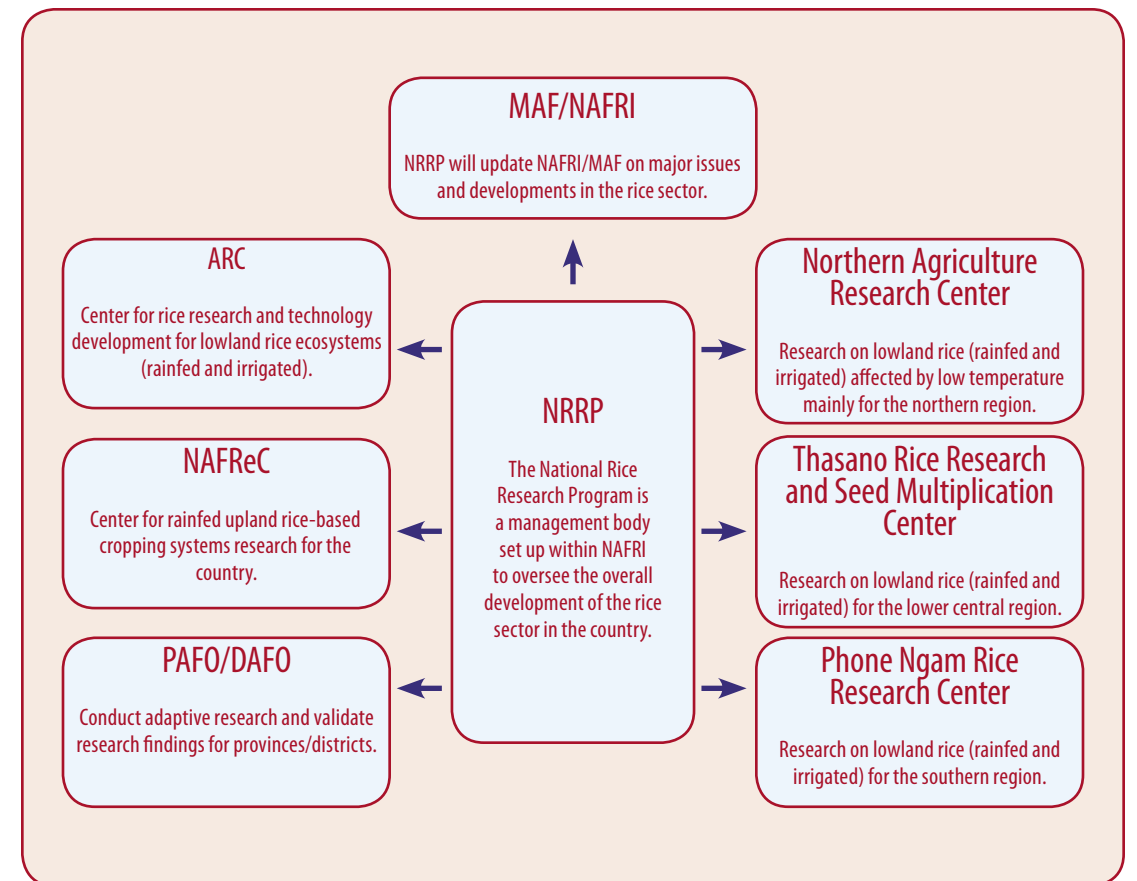 MAF/NAFRI
NRRP will update NAFRI/MAF on major issues
and developments in the rice sector.
ARC
Center for rice research and technology
development for lowland rice ecosystems
(rainfed and irrigated).
NAFReC
Center for rainfed upland rice-based
cropping systems research for the
country.
PAFO/DAFO
Conduct adaptive research and validate
research findings for provinces/districts.
NRRP
The National Rice
Research Program is
a management body
set up within NAFRI
to oversee the overall
development of the rice
sector in the country.
Northern Agriculture
Research Center
Research on lowland rice (rainfed and
irrigated) affected by low temperature
mainly for the northern region.
Thasano Rice Research
and Seed Multiplication
Center
Research on lowland rice (rainfed and
irrigated) for the lower central region.
Phone Ngam Rice
Research Center
Research on lowland rice (rainfed and
irrigated) for the southern region.